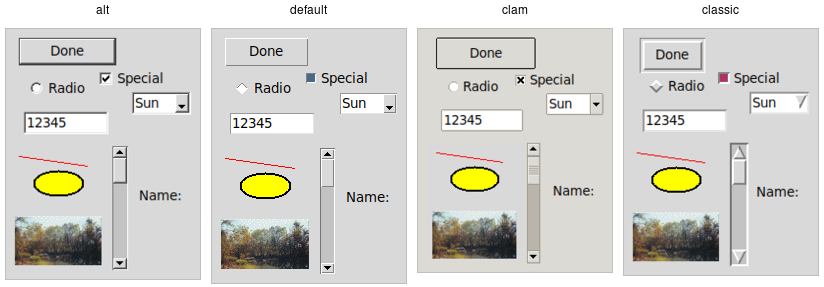 alt default clam classic
Done Done Done Done
Radio Special Radio Special Radio Special Radio Special
Sun Sun Sun Sun
12345 12345 12345 12345
Name: Name: Name: Name: